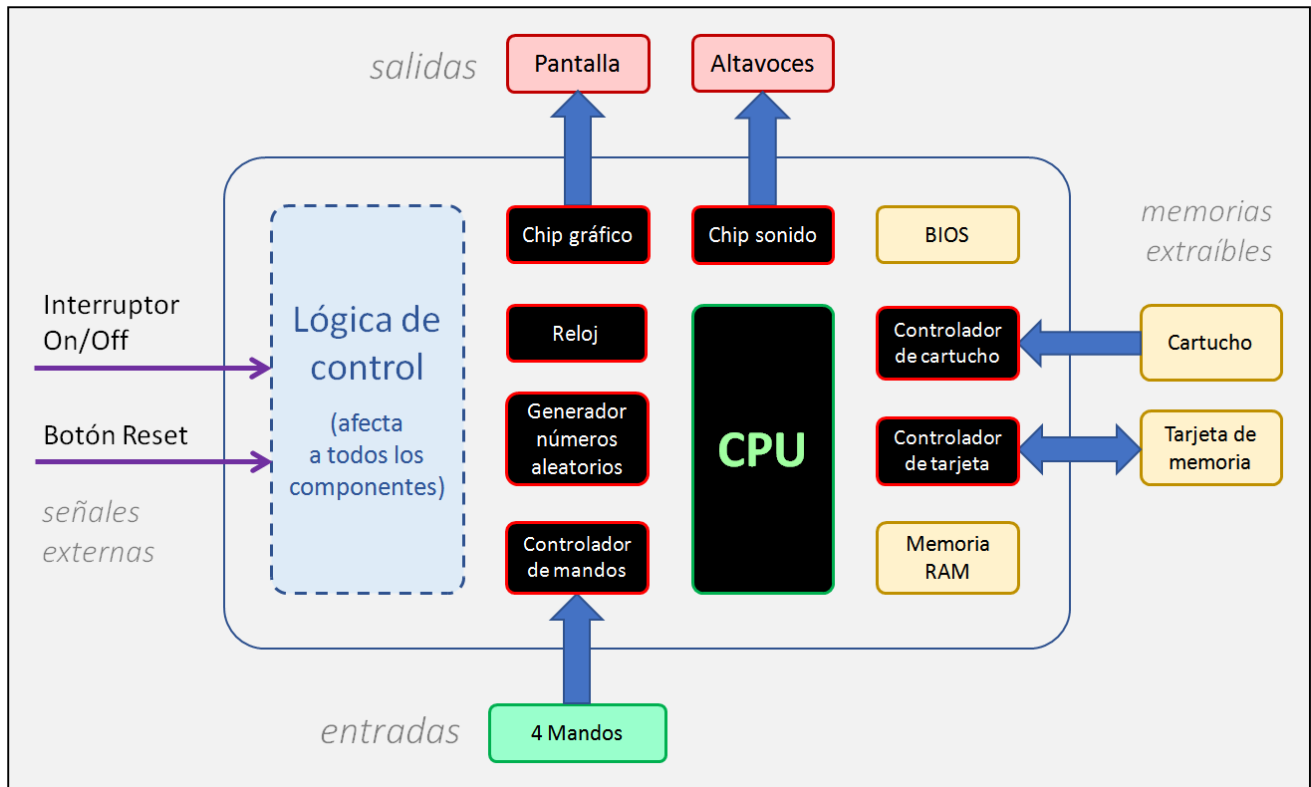 salidas
Pantalla
Altavoces
Chip gráfico
Chip sonido
BIOS
memorias
extraíbles
Interruptor
On/Off
Lógica de
control
(afecta
a todos los
componentes)
Reloj
Controlador
de cartucho
Cartucho
Botón Reset
Generador
números
aleatorios
CPU
Controlador
de tarjeta
Tarjeta de
memoria
señales
externas
Controlador
de mandos
Memoria
RAM
entradas
4 Mandos